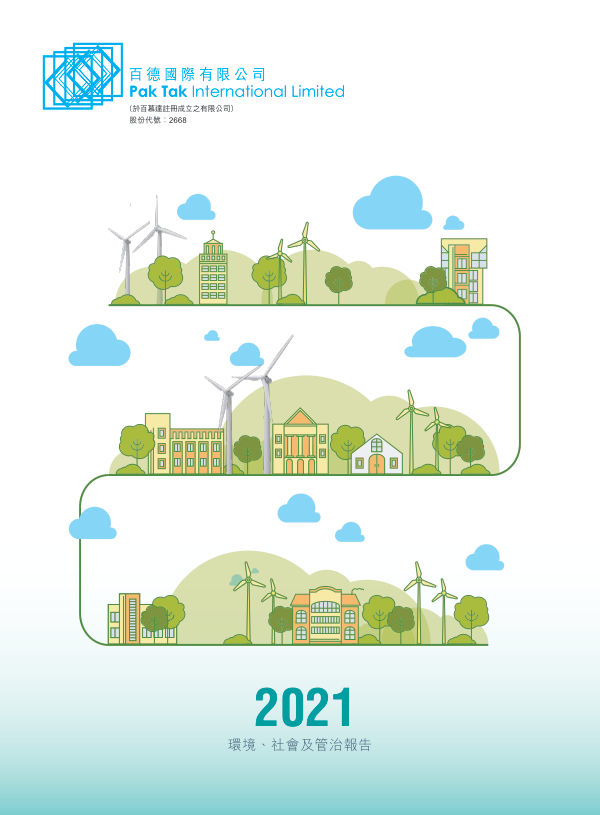 百德國際有限公司
Pak Tak International Limited
(於百慕達註冊成立之有限公司)
股份代號：2668
2021
環境、社會及管治報告